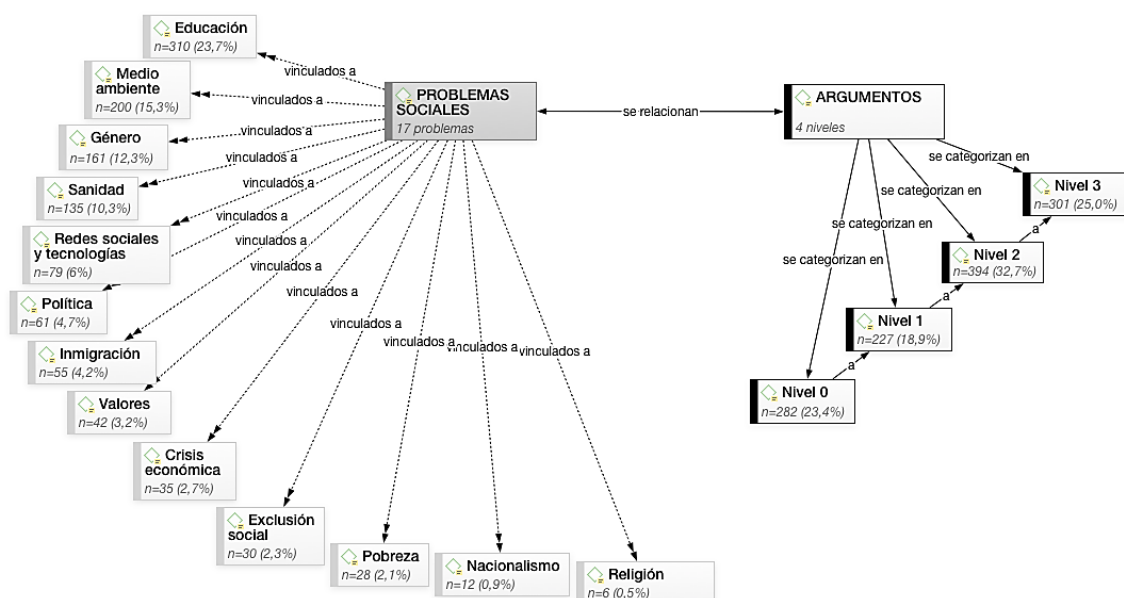 Educación
n=310 (23,7%)
Medio
ambiente
n=200 (15,3%)
Género
n=161 (12,3%)
Sanidad
n=135 (10,3%)
Redes sociales
y tecnologías
n=79 (6%)
Política
n=61 (4,7%)
Inmigración
n=55 (4,2%)
Valores
n=42 (3,2%)
Crisis
económica
n=35 (2,7%)
Exclusión
social
n=30 (2,3%)
Pobreza
n=28 (2,1%)
Nacionalismo
n=12 (0,9%)
Religión
n=6 (0,5%)
vinculados a
vinculados a
vinculados a
vinculados a
vinculados a
vinculados a
vinculados a
vinculados a
vinculados a
vinculados a
vinculados a
vinculados a
vinculados a
PROBLEMAS
SOCIALES
17 problemas
se relacionan
ARGUMENTOS
4 niveles
se categorizan en
se categorizan en
se categorizan en
se categorizan en
Nivel 3
n=301 (25,0%)
a
Nivel 2
n=394 (32,7%)
a
Nivel 1
n=227 (18,9%)
a
Nivel 0
n=282 (23,4%)